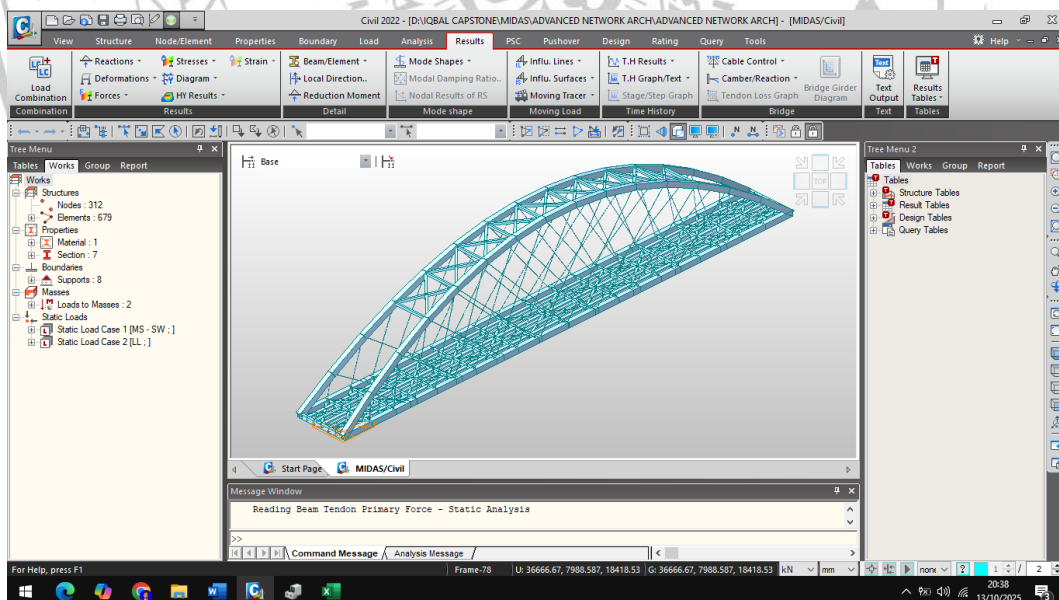 Civil 2022 - [D:\IQBAL CAPSTONE\MIDAS\ADVANCED NETWORK ARCH\ADVANCED NETWORK ARCH] - [MIDAS/Civil]
View Structure Node/Element Properties Boundary Load Analysis Results PSC Pushover Design Rating Query Tools Help
Reactions Stresses Strain Beam/Element Mode Shapes Influ. Lines T.H Results Cable Control
Deformations Diagram Local Direction.. Modal Damping Ratio.. Influ. Surfaces T.H Graph/Text Camber/Reaction
Forces HY Results Reduction Moment Nodal Results of RS Moving Tracer Stage/Step Graph Tendon Loss Graph
Load Combination
Bridge Girder Diagram
Text Output
Results Tables
Combination Results Detail Mode shape Moving Load Time History Bridge Text Tables
Tree Menu
Tables Works Group Report
Works
Structures
Nodes : 312
Elements : 679
Properties
Material : 1
Section : 7
Boundaries
Supports : 8
Masses
Loads to Masses : 2
Static Loads
Static Load Case 1 [MS - SW ; ]
Static Load Case 2 [LL ; ]
Base
TOP
Start Page MIDAS/Civil
Message Window
Reading Beam Tendon Primary Force - Static Analysis
>>
Command Message Analysis Message
Tree Menu 2
Tables Works Group Report
Tables
Structure Tables
Result Tables
Design Tables
Query Tables
For Help, press F1
Frame-78 U: 36666.67, 7988.587, 18418.53 G: 36666.67, 7988.587, 18418.53 kN mm non 1 / 2
20:38
13/10/2025